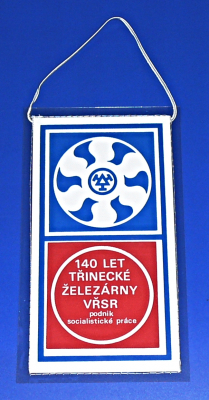 140 LET
TŘINECKÉ
ŽELEZÁRNY
VŘSR
podnik
socialistické práce